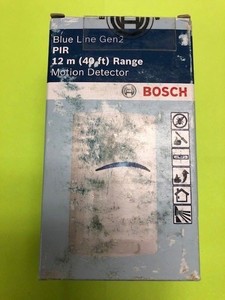 Blue Line Gen2
PIR
12 m (40 ft) Range
Motion Detector
BOSCH